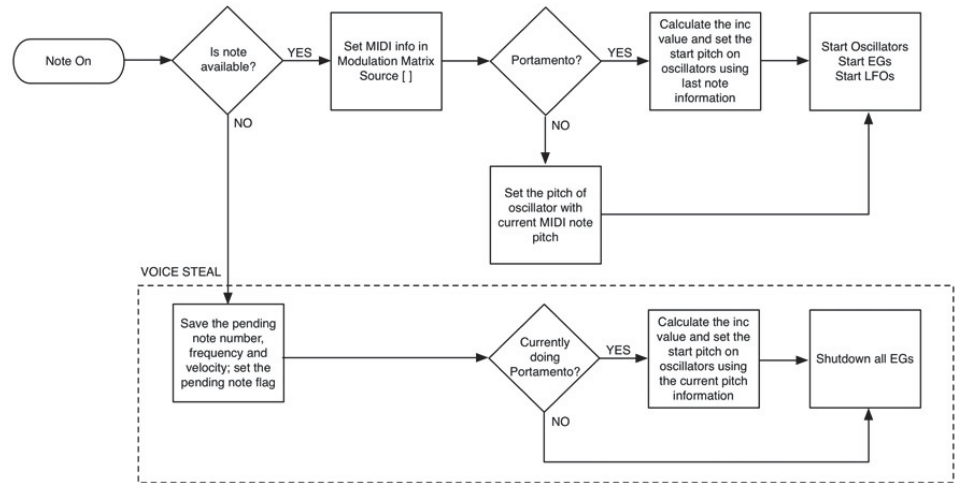 Note On
Is note
available?
YES
NO
Set MIDI info in
Modulation Matrix
Source [ ]
Portamento?
YES
NO
Calculate the inc
value and set the
start pitch on
oscillators using
last note
information
Start Oscillators
Start EGs
Start LFOs
Set the pitch of
oscillator with
current MIDI note
pitch
VOICE STEAL
Save the pending
note number,
frequency and
velocity; set the
pending note flag
Currently
doing
Portamento?
YES
NO
Calculate the inc
value and set the
start pitch on
oscillators using
the current pitch
information
Shutdown all EGs